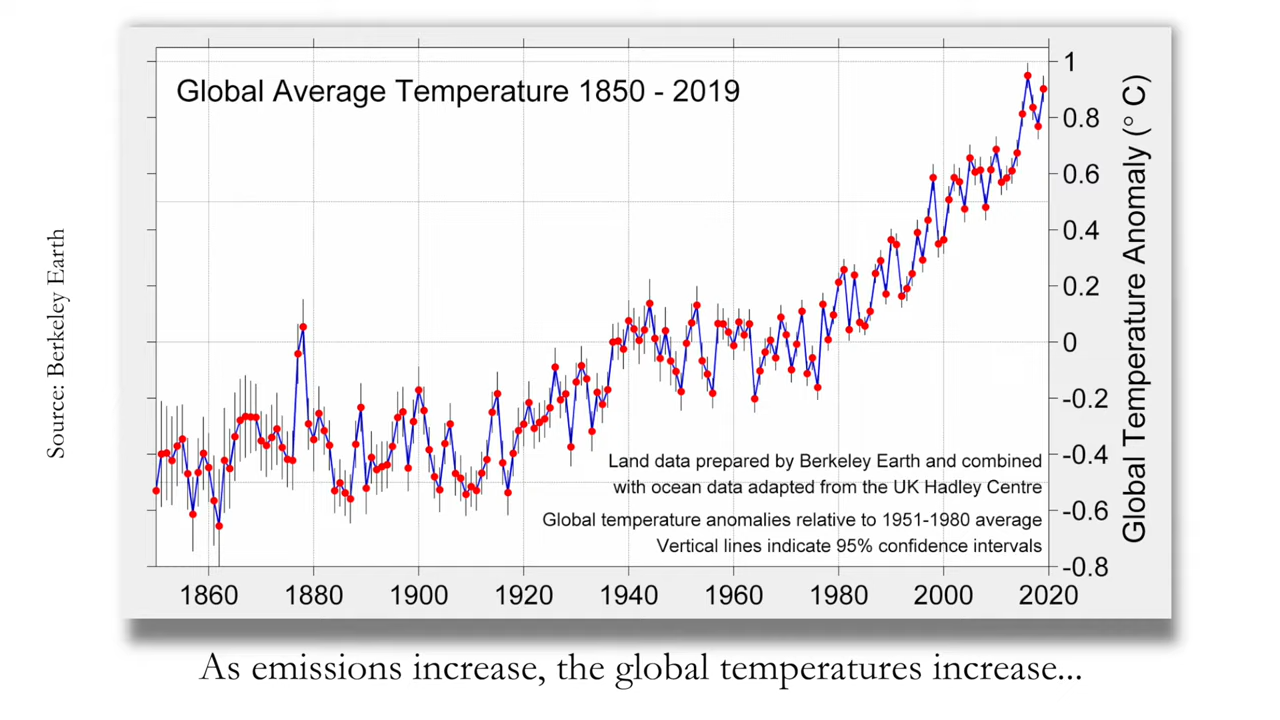 Global Average Temperature 1850 - 2019
1
0.8
0.6
0.4
0.2
0
-0.2
-0.4
-0.6
-0.8
Global Temperature Anomaly (° C)
Source: Berkeley Earth
Land data prepared by Berkeley Earth and combined
with ocean data adapted from the UK Hadley Centre
Global temperature anomalies relative to 1951-1980 average
Vertical lines indicate 95% confidence intervals
1860 1880 1900 1920 1940 1960 1980 2000 2020
As emissions increase, the global temperatures increase...